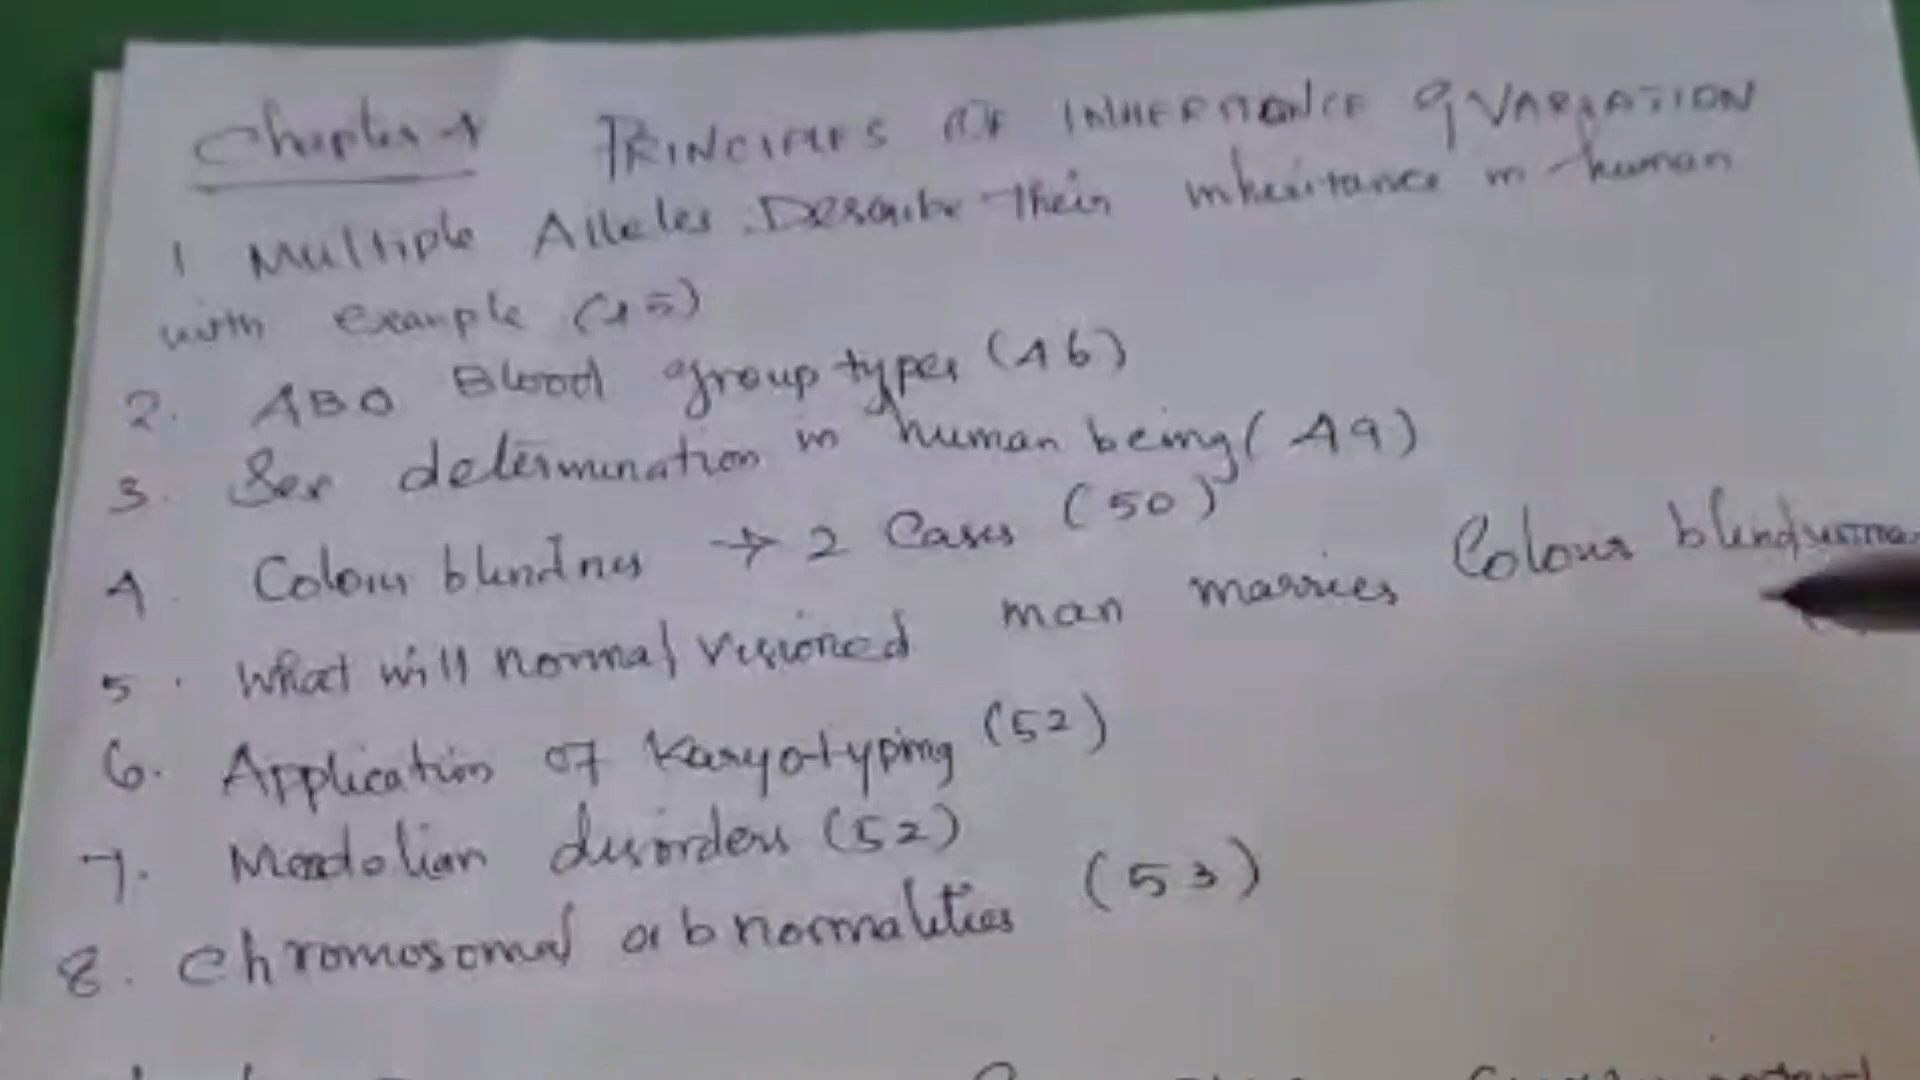 Chapter 4 PRINCIPLES OF INHERITANCE & VARIATION
1 Multiple Alleles. Describe their inheritance in human
with example (45)
2. ABO Blood group types (46)
3. Sex determination in human being (49)
4. Colour blindnes → 2 Cases (50)
5. What will normal visioned man marries Colour blind
6. Application of Karyotyping (52)
7. Mendelian disorders (52)
8. Chromosomal abnormalities (53)